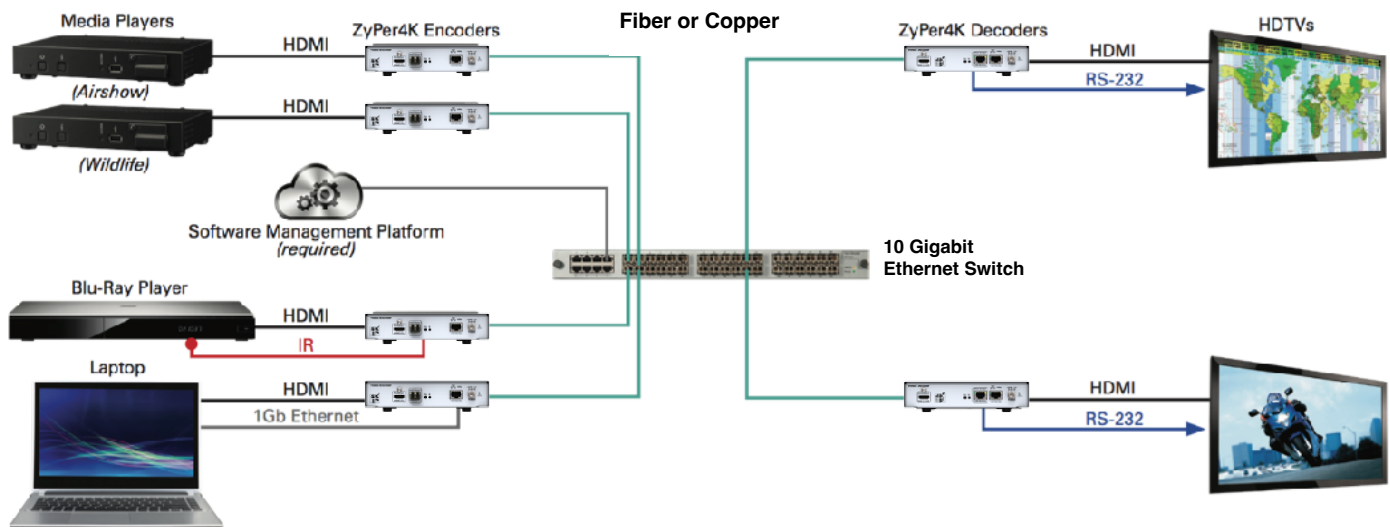 Media Players
ZyPer4K Encoders
Fiber or Copper
ZyPer4K Decoders
HDTVs
HDMI
HDMI
(Airshow)
RS-232
HDMI
(Wildlife)
Software Management Platform
(required)
10 Gigabit
Ethernet Switch
Blu-Ray Player
HDMI
IR
Laptop
HDMI
1Gb Ethernet
HDMI
RS-232